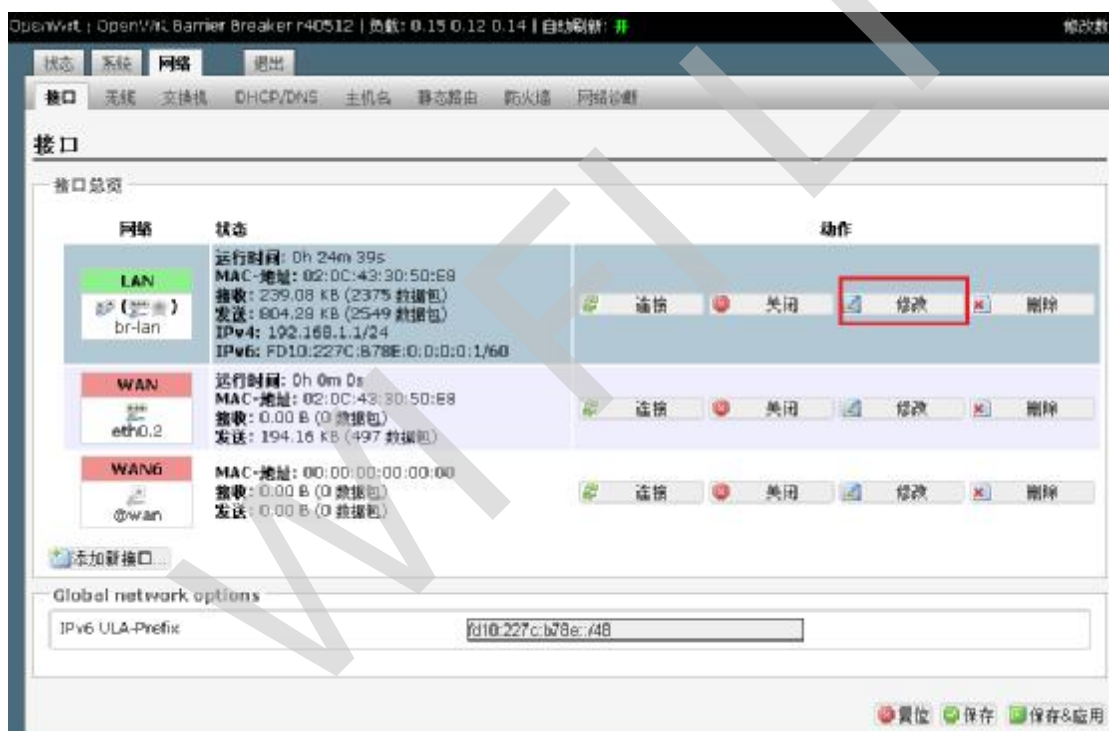 OpenWrt | OpenWrt Barrier Breaker r40512 | 负载: 0.15 0.12 0.14 | 自动刷新: 开 修改数
状态 系统 网络 退出
接口 无线 交换机 DHCP/DNS 主机名 静态路由 防火墙 网络诊断
接口
接口总览
网络 状态 动作
LAN
br-lan
运行时间: 0h 24m 39s
MAC-地址: 02:0C:43:30:50:E8
接收: 239.08 KB (2375 数据包)
发送: 804.28 KB (2549 数据包)
IPv4: 192.168.1.1/24
IPv6: FD10:227C:B78E:0:0:0:0:1/60
连接 关闭 修改 删除
WAN
eth0.2
运行时间: 0h 0m 0s
MAC-地址: 02:0C:43:30:50:E8
接收: 0.00 B (0 数据包)
发送: 194.16 KB (497 数据包)
连接 关闭 修改 删除
WAN6
@wan
MAC-地址: 00:00:00:00:00:00
接收: 0.00 B (0 数据包)
发送: 0.00 B (0 数据包)
连接 关闭 修改 删除
添加新接口...
Global network options
IPv6 ULA-Prefix fd10:227c:b78e::/48
复位 保存 保存&应用